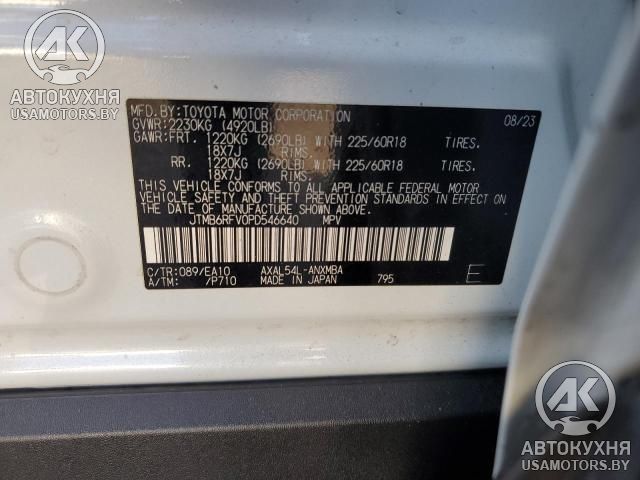 AK
АВТОКУХНЯ
USAMOTORS.BY
MFD. BY: TOYOTA MOTOR CORPORATION 08/23
GVWR: 2230KG (4920LB)
GAWR: FRT. 1220KG (2690LB) WITH 225/60R18 TIRES.
18X7J RIMS.
RR. 1220KG (2690LB) WITH 225/60R18 TIRES.
18X7J RIMS.
THIS VEHICLE CONFORMS TO ALL APPLICABLE FEDERAL MOTOR
VEHICLE SAFETY AND THEFT PREVENTION STANDARDS IN EFFECT
ON THE DATE OF MANUFACTURE SHOWN ABOVE.
JTMB6RFV0PD546640 MPV
C/TR: 089/EA10 AXAL54L-ANXMBA 795 E
A/TM: /P710 MADE IN JAPAN
AK
АВТОКУХНЯ
USAMOTORS.BY